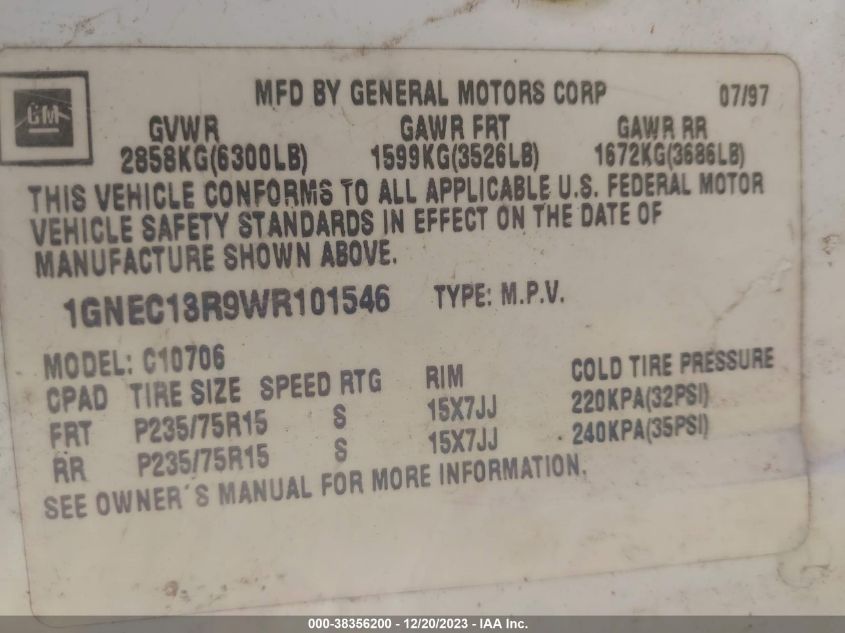 GM
MFD BY GENERAL MOTORS CORP 07/97
GVWR GAWR FRT GAWR RR
2858KG(6300LB) 1599KG(3526LB) 1672KG(3686LB)
THIS VEHICLE CONFORMS TO ALL APPLICABLE U.S. FEDERAL MOTOR
VEHICLE SAFETY STANDARDS IN EFFECT ON THE DATE OF
MANUFACTURE SHOWN ABOVE.
1GNEC13R9WR101546 TYPE: M.P.V.
MODEL: C10706
CPAD TIRE SIZE SPEED RTG RIM COLD TIRE PRESSURE
FRT P235/75R15 S 15X7JJ 220KPA(32PSI)
RR P235/75R15 S 15X7JJ 240KPA(35PSI)
SEE OWNER'S MANUAL FOR MORE INFORMATION.
000-38356200 - 12/20/2023 - IAA Inc.